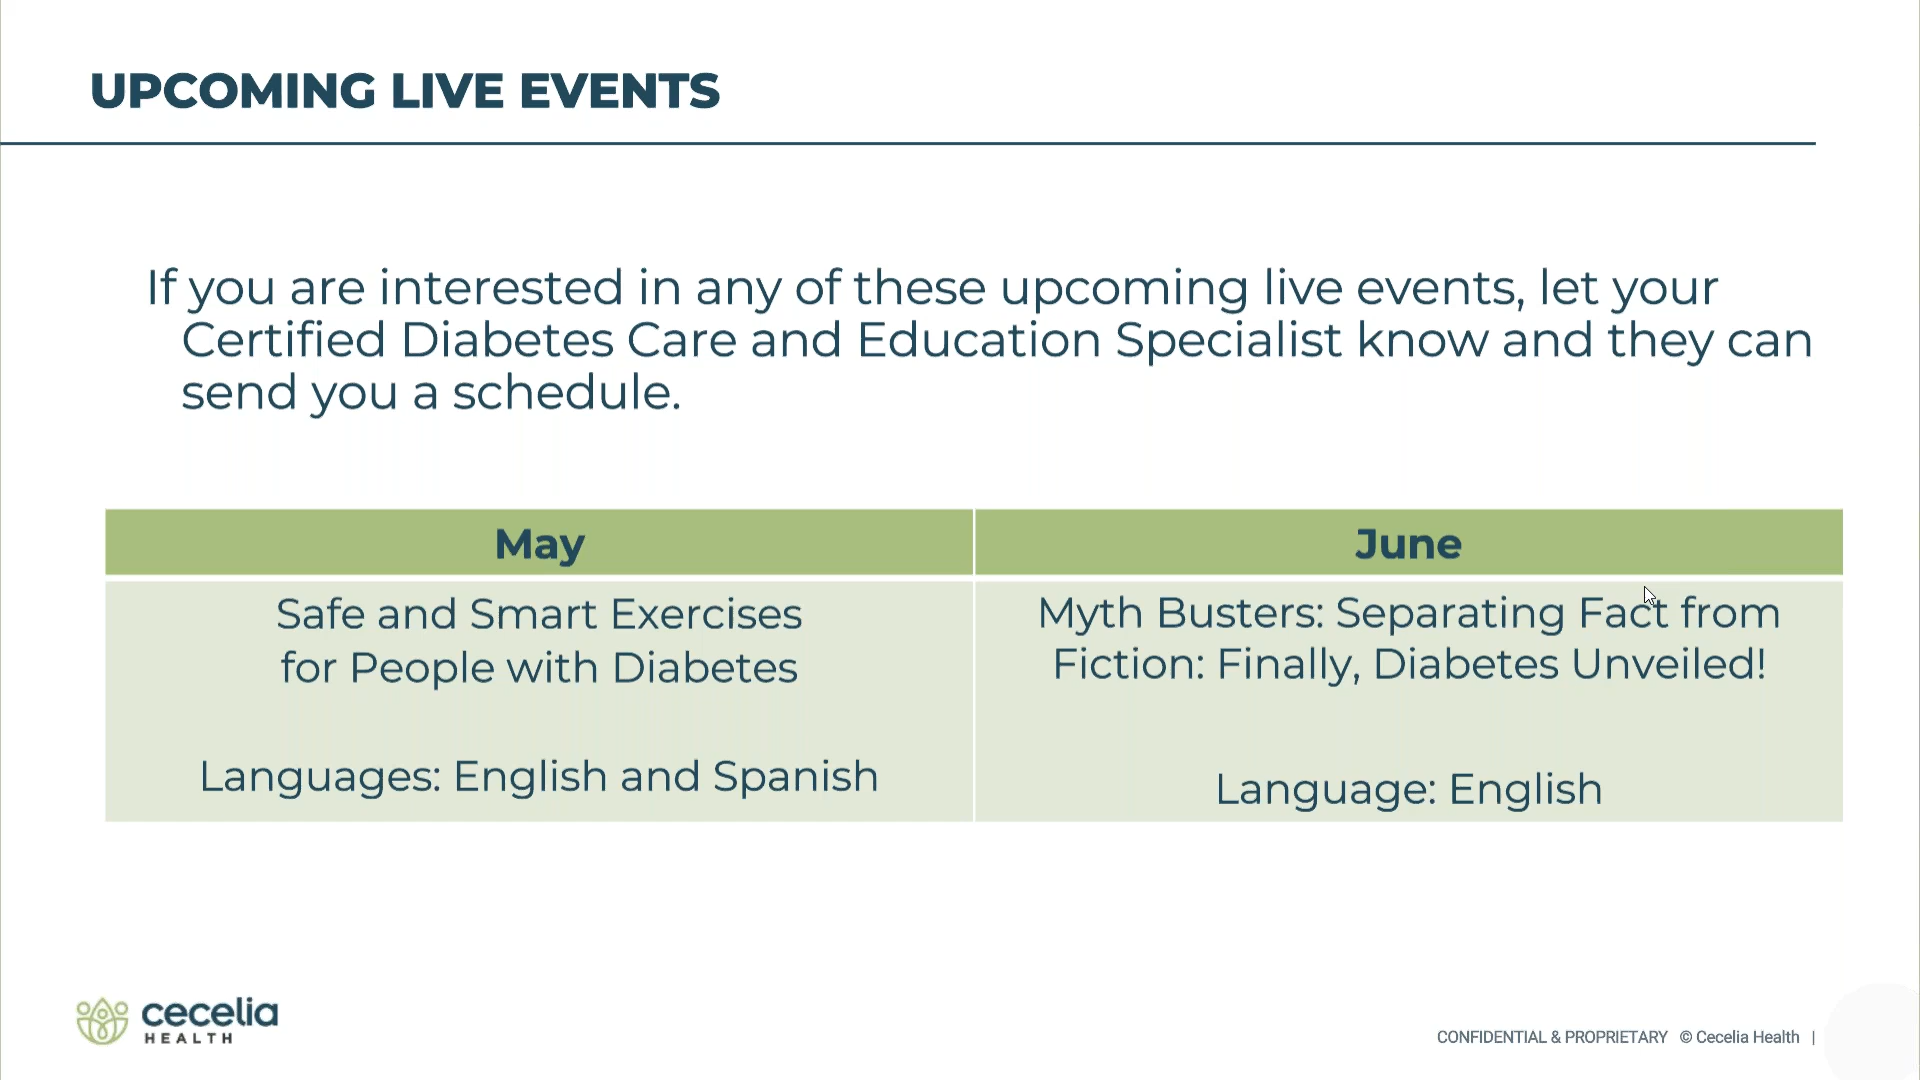 UPCOMING LIVE EVENTS
If you are interested in any of these upcoming live events, let your
Certified Diabetes Care and Education Specialist know and they can
send you a schedule.
May
June
Safe and Smart Exercises
for People with Diabetes
Languages: English and Spanish
Myth Busters: Separating Fact from
Fiction: Finally, Diabetes Unveiled!
Language: English
cecelia
HEALTH
CONFIDENTIAL & PROPRIETARY © Cecelia Health |